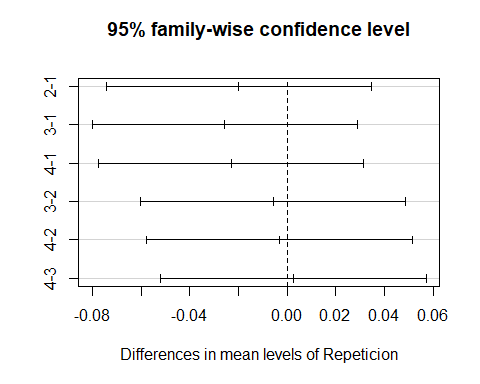 95% family-wise confidence level
2-1
3-1
4-1
3-2
4-2
4-3
-0.08 -0.04 0.00 0.02 0.04 0.06
Differences in mean levels of Repeticion